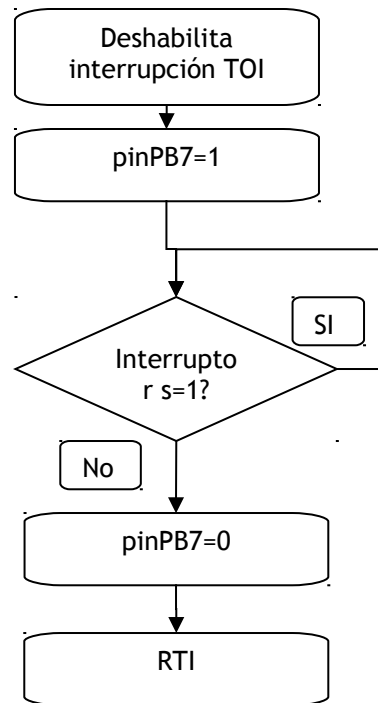 Deshabilita
interrupción TOI
pinPB7=1
SI
Interrupto
r s=1?
No
pinPB7=0
RTI